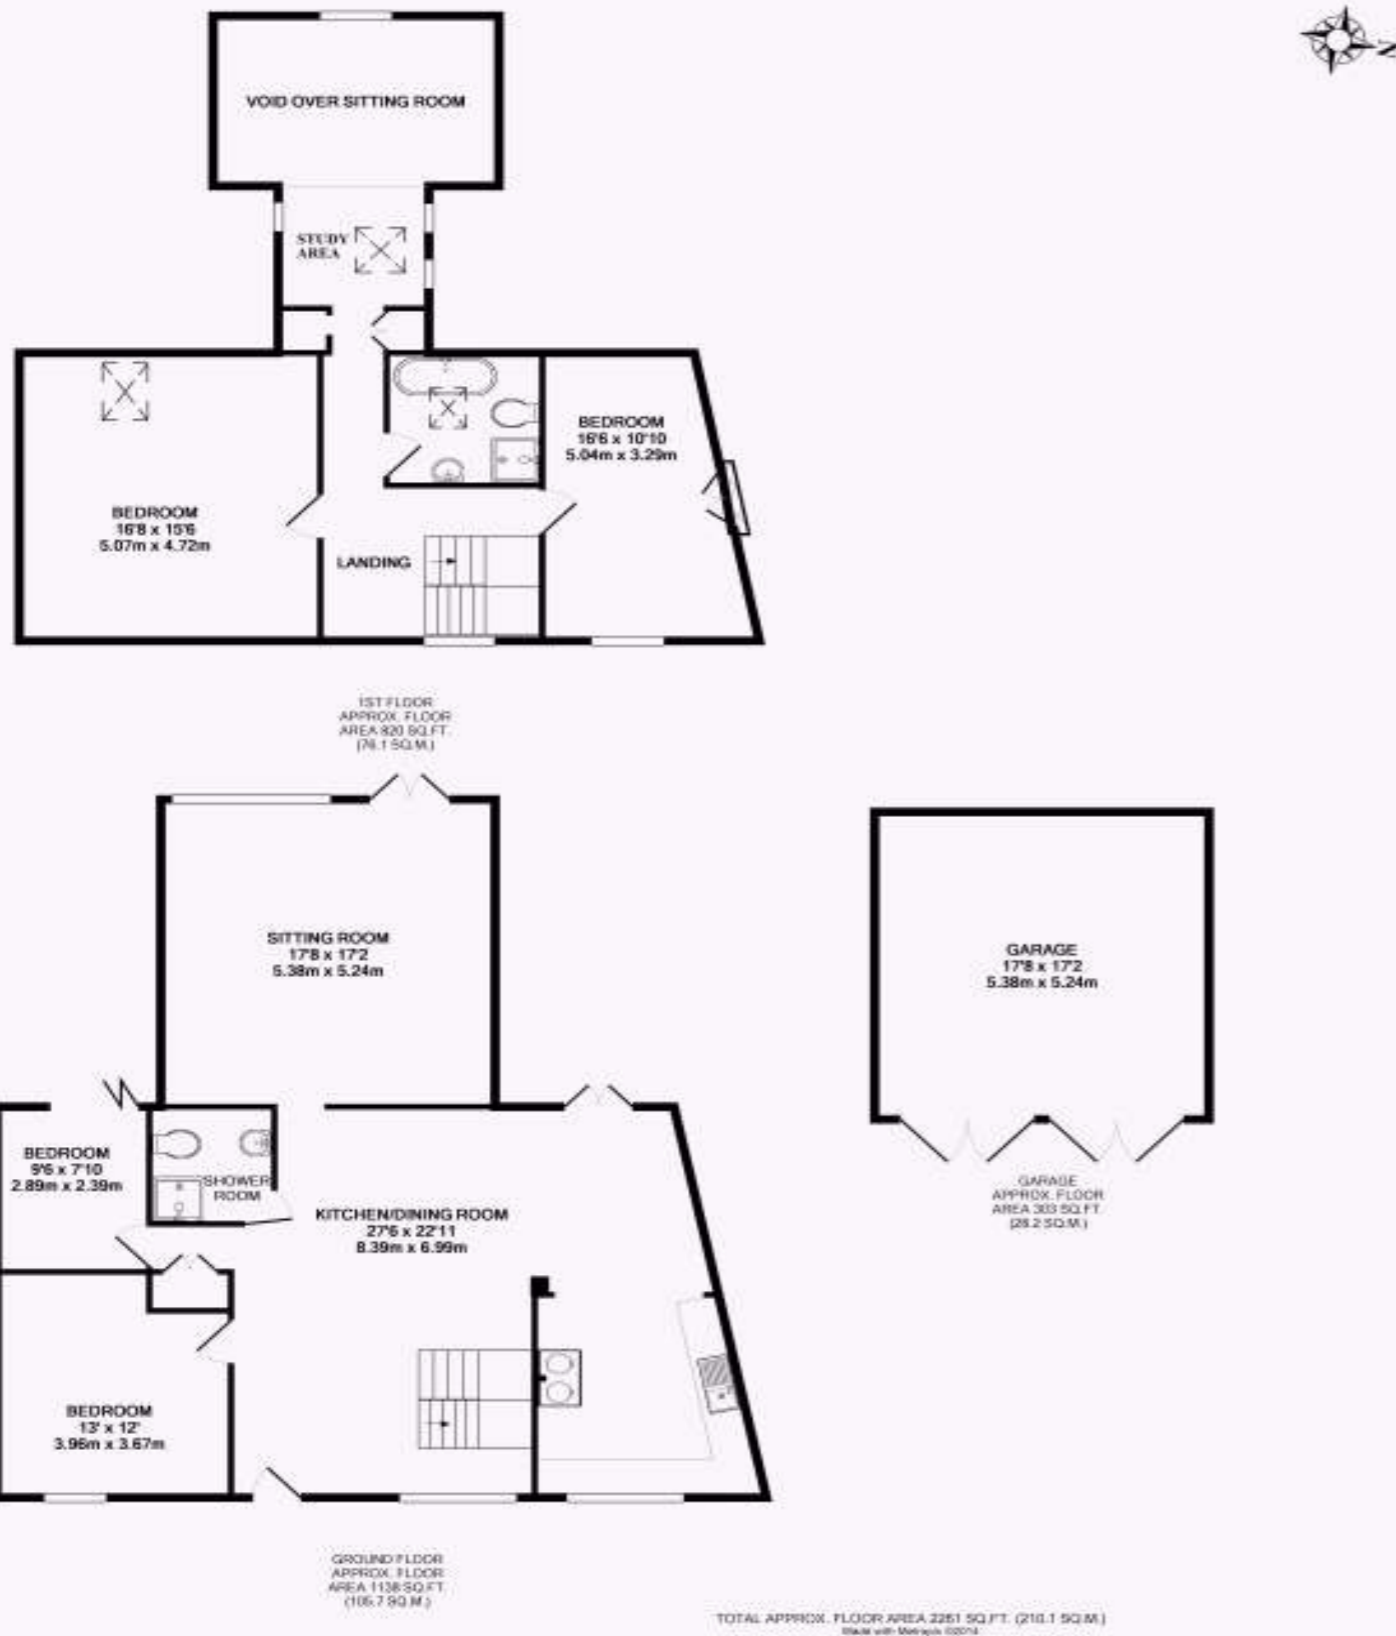 N
VOID OVER SITTING ROOM
STUDY
AREA
BEDROOM
16'6 x 10'10
5.04m x 3.29m
BEDROOM
16'8 x 15'6
5.07m x 4.72m
LANDING
1ST FLOOR
APPROX. FLOOR
AREA 820 SQ.FT.
(76.1 SQ.M.)
SITTING ROOM
17'8 x 17'2
5.38m x 5.24m
GARAGE
17'8 x 17'2
5.38m x 5.24m
BEDROOM
9'6 x 7'10
2.89m x 2.39m
SHOWER
ROOM
KITCHEN/DINING ROOM
27'6 x 22'11
8.39m x 6.99m
GARAGE
APPROX. FLOOR
AREA 303 SQ.FT.
(28.2 SQ.M.)
BEDROOM
13' x 12'
3.96m x 3.67m
GROUND FLOOR
APPROX. FLOOR
AREA 1138 SQ.FT.
(105.7 SQ.M.)
TOTAL APPROX. FLOOR AREA 2261 SQ.FT. (210.1 SQ.M.)
Made with Metropix ©2014